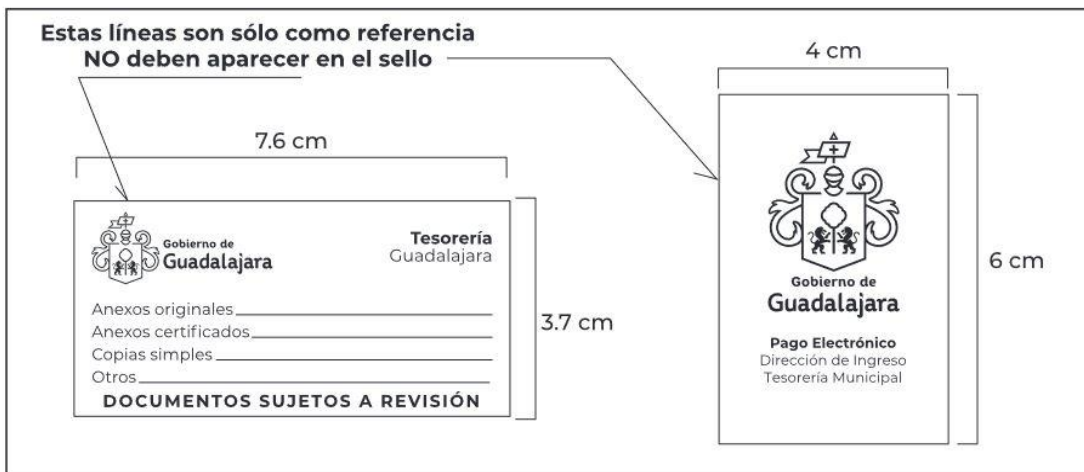 Estas líneas son sólo como referencia
NO deben aparecer en el sello
7.6 cm
Gobierno de
Guadalajara
Tesorería
Guadalajara
Anexos originales
Anexos certificados
Copias simples
Otros
DOCUMENTOS SUJETOS A REVISIÓN
3.7 cm
4 cm
Gobierno de
Guadalajara
Pago Electrónico
Dirección de Ingreso
Tesorería Municipal
6 cm